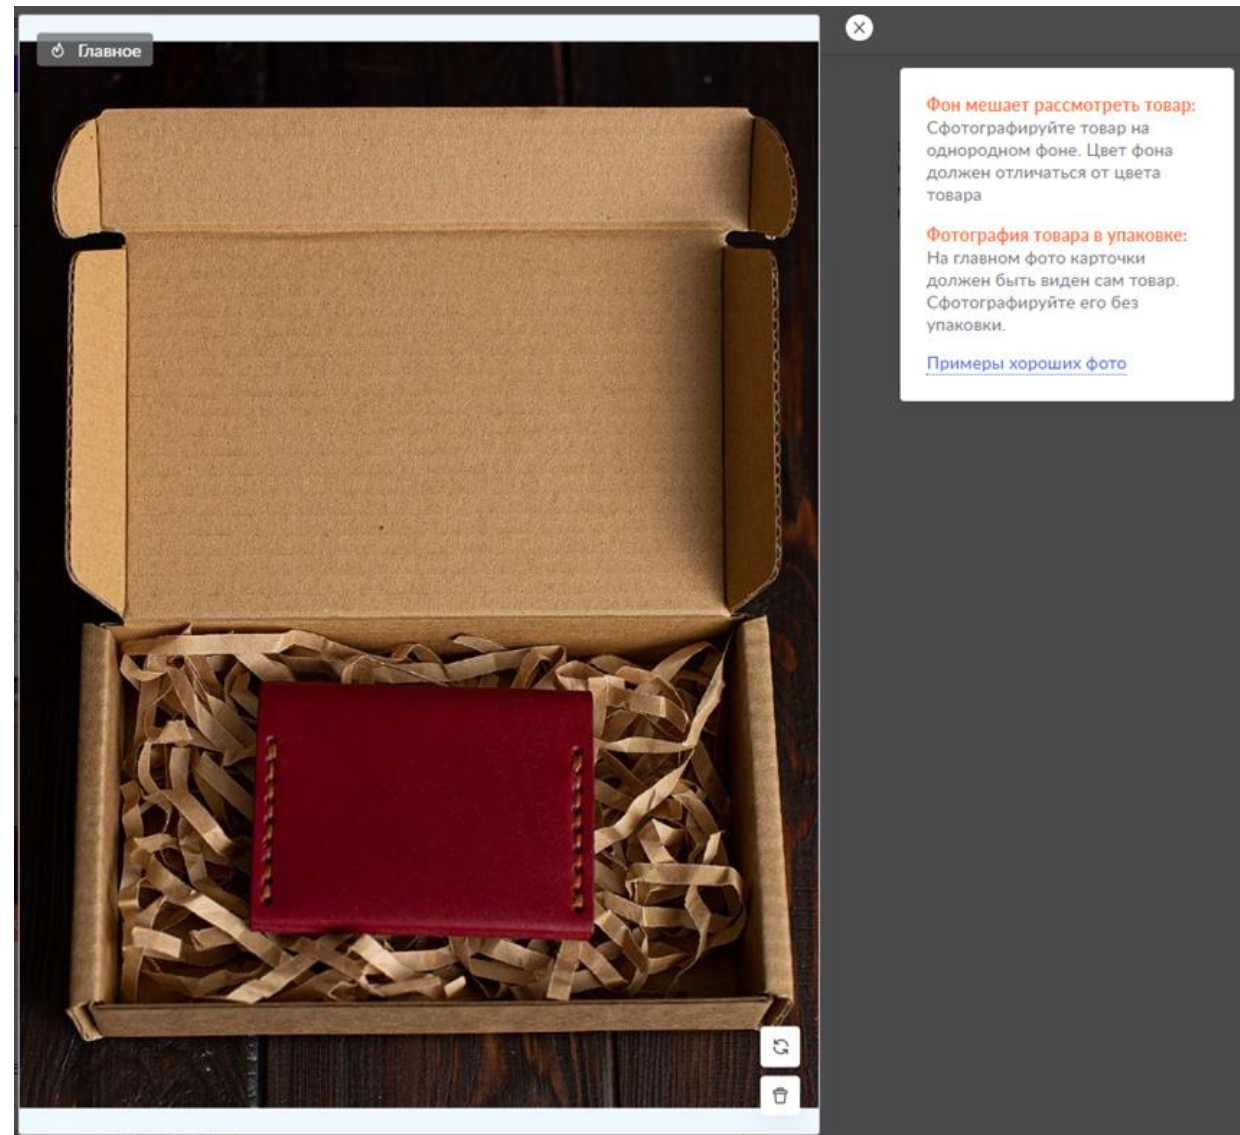 Главное
Фон мешает рассмотреть товар:
Сфотографируйте товар на
однородном фоне. Цвет фона
должен отличаться от цвета
товара
Фотография товара в упаковке:
На главном фото карточки
должен быть виден сам товар.
Сфотографируйте его без
упаковки.
Примеры хороших фото